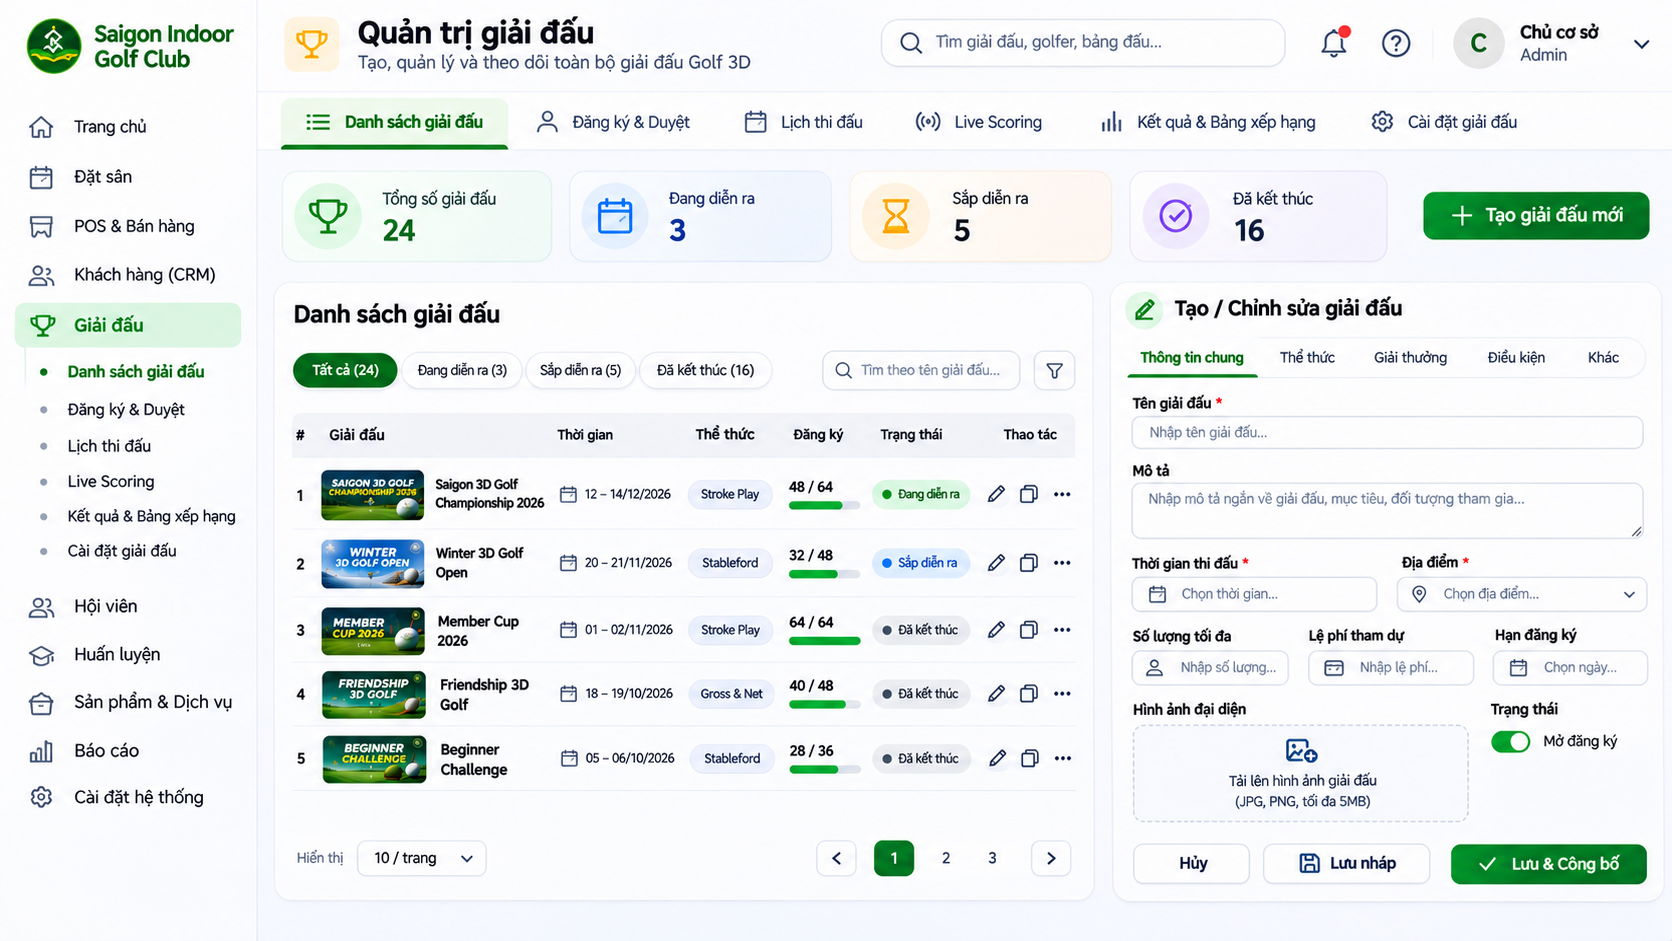 Saigon Indoor
Golf Club
Trang chủ
Đặt sân
POS & Bán hàng
Khách hàng (CRM)
Giải đấu
Danh sách giải đấu
Đăng ký & Duyệt
Lịch thi đấu
Live Scoring
Kết quả & Bảng xếp hạng
Cài đặt giải đấu
Hội viên
Huấn luyện
Sản phẩm & Dịch vụ
Báo cáo
Cài đặt hệ thống
Quản trị giải đấu
Tạo, quản lý và theo dõi toàn bộ giải đấu Golf 3D
Tìm giải đấu, golfer, bảng đấu...
C
Chủ cơ sở
Admin
Danh sách giải đấu
Đăng ký & Duyệt
Lịch thi đấu
Live Scoring
Kết quả & Bảng xếp hạng
Cài đặt giải đấu
Tổng số giải đấu
24
Đang diễn ra
3
Sắp diễn ra
5
Đã kết thúc
16
Tạo giải đấu mới
Danh sách giải đấu
Tất cả (24)
Đang diễn ra (3)
Sắp diễn ra (5)
Đã kết thúc (16)
Tìm theo tên giải đấu...
# Giải đấu Thời gian Thể thức Đăng ký Trạng thái Thao tác
1
SAIGON 3D GOLF
CHAMPIONSHIP 2026
Saigon 3D Golf
Championship 2026
12 – 14/12/2026
Stroke Play
48 / 64
Đang diễn ra
2
WINTER
3D GOLF OPEN
Winter 3D Golf
Open
20 – 21/11/2026
Stableford
32 / 48
Sắp diễn ra
3
MEMBER
CUP 2026
Member Cup
2026
01 – 02/11/2026
Stroke Play
64 / 64
Đã kết thúc
4
FRIENDSHIP
3D GOLF
Friendship 3D
Golf
18 – 19/10/2026
Gross & Net
40 / 48
Đã kết thúc
5
BEGINNER
CHALLENGE
Beginner
Challenge
05 – 06/10/2026
Stableford
28 / 36
Đã kết thúc
Hiển thị
10 / trang
1
2
3
Tạo / Chỉnh sửa giải đấu
Thông tin chung
Thể thức
Giải thưởng
Điều kiện
Khác
Tên giải đấu *
Nhập tên giải đấu...
Mô tả
Nhập mô tả ngắn về giải đấu, mục tiêu, đối tượng tham gia...
Thời gian thi đấu *
Địa điểm *
Chọn thời gian...
Chọn địa điểm...
Số lượng tối đa
Lệ phí tham dự
Hạn đăng ký
Nhập số lượng...
Nhập lệ phí...
Chọn ngày...
Hình ảnh đại diện
Trạng thái
Tải lên hình ảnh giải đấu
(JPG, PNG, tối đa 5MB)
Mở đăng ký
Hủy
Lưu nháp
Lưu & Công bố